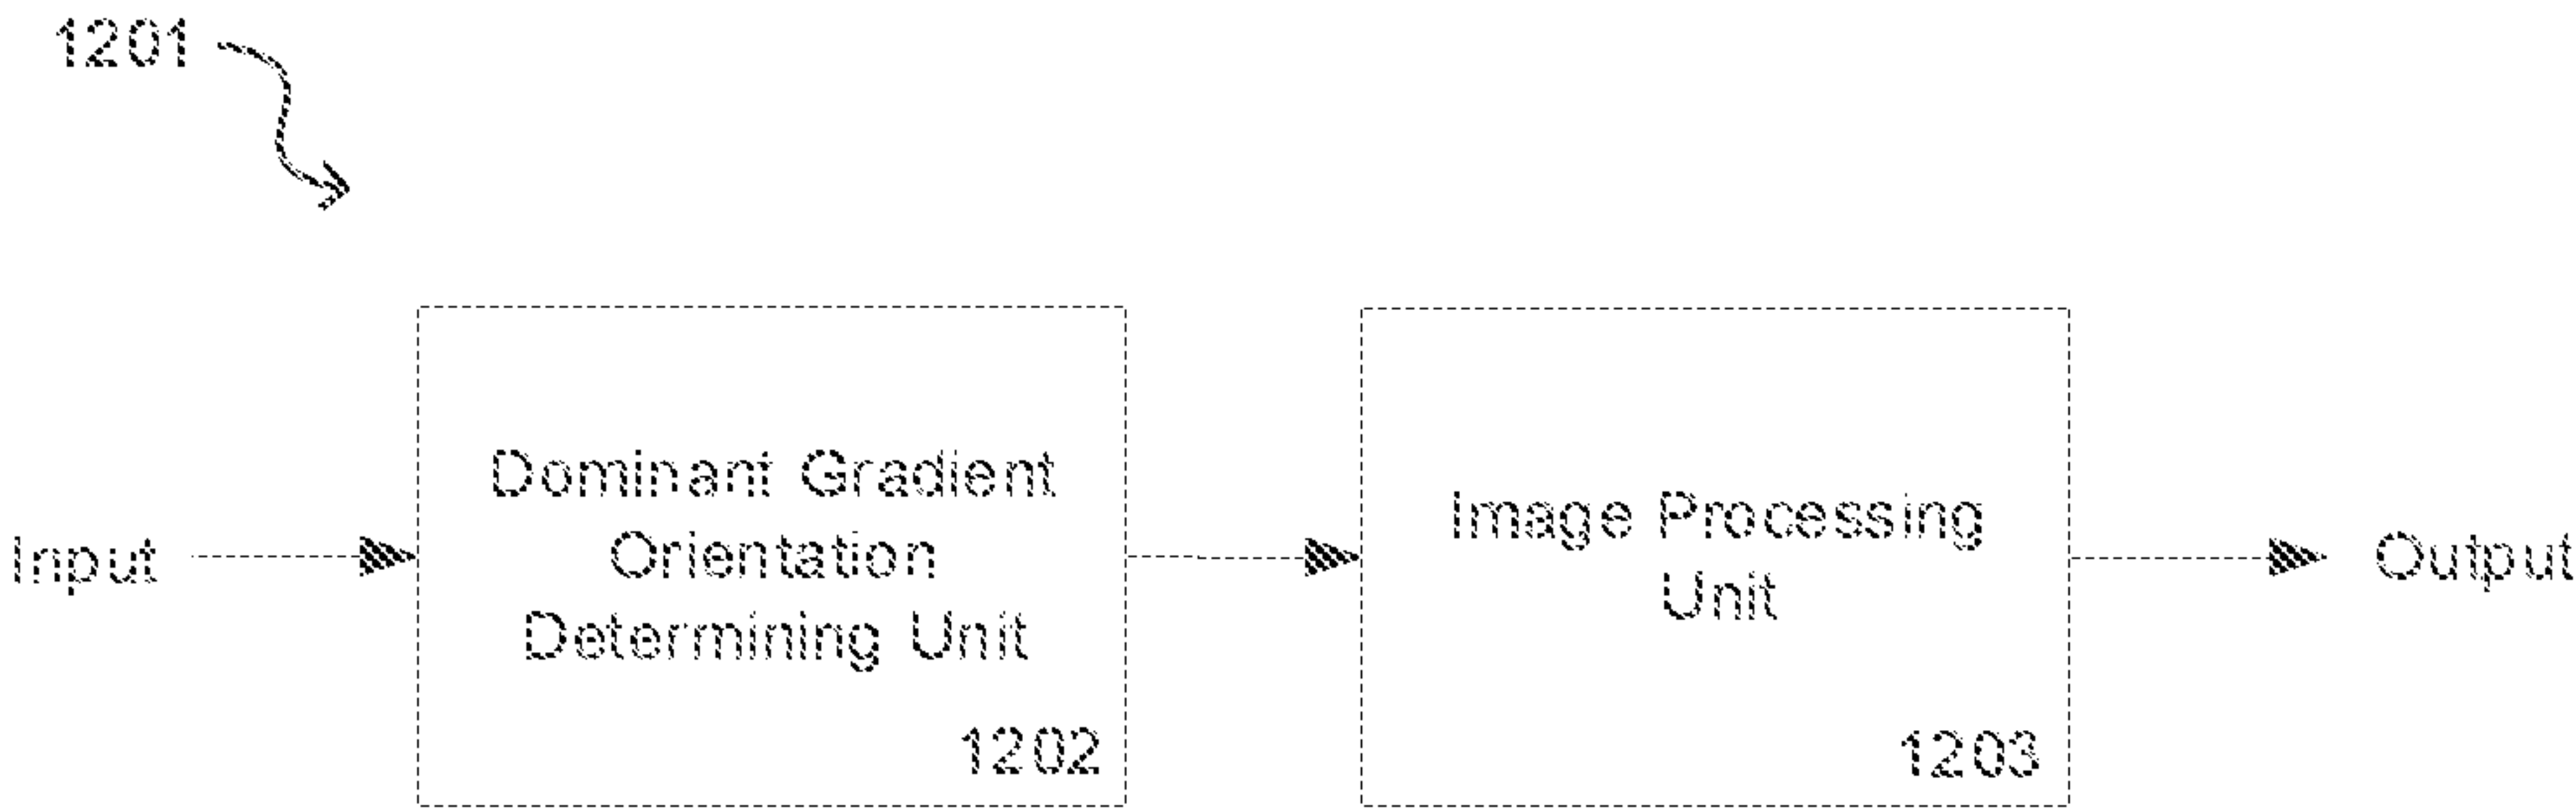 1201
Input
Dominant Gradient
Orientation
Determining Unit
1202
Image Processing
Unit
1203
Output